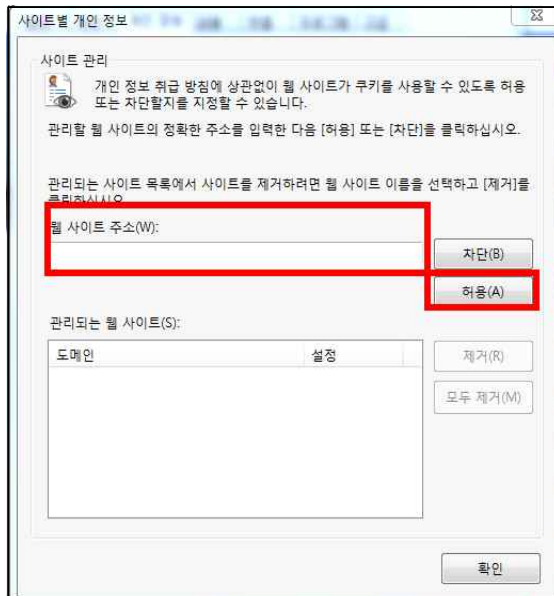 사이트별 개인 정보
사이트 관리
개인 정보 취급 방침에 상관없이 웹 사이트가 쿠키를 사용할 수 있도록 허용
또는 차단할지를 지정할 수 있습니다.
관리할 웹 사이트의 정확한 주소를 입력한 다음 [허용] 또는 [차단]을 클릭하십시오.
관리되는 사이트 목록에서 사이트를 제거하려면 웹 사이트 이름을 선택하고 [제거]를
클릭하십시오
웹 사이트 주소(W):
차단(B)
허용(A)
관리되는 웹 사이트(S):
도메인 설정
제거(R)
모두 제거(M)
확인